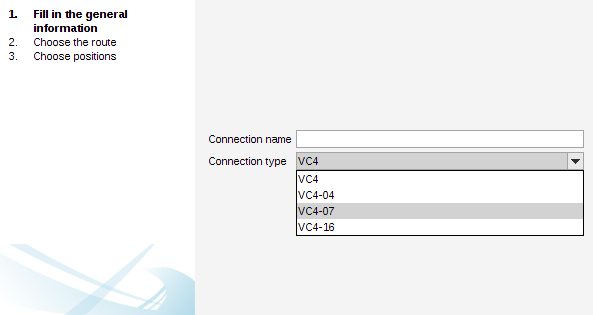 1. Fill in the general
information
2. Choose the route
3. Choose positions
Connection name
Connection type VC4
VC4
VC4-04
VC4-07
VC4-16